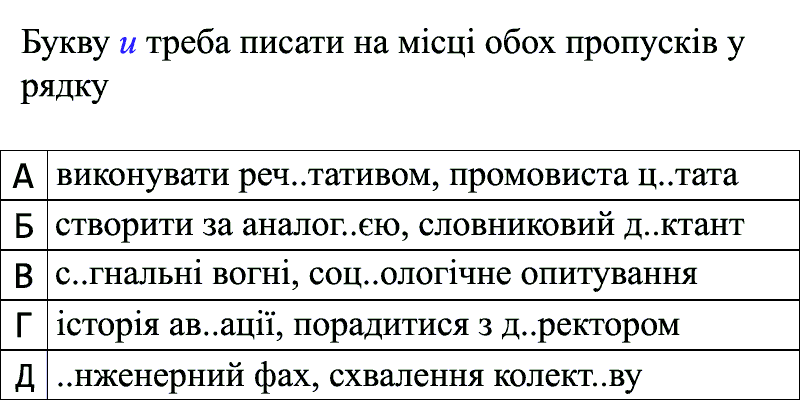 Букву и треба писати на місці обох пропусків у
рядку
А виконувати реч..тативом, промовиста ц..тата
Б створити за аналог..єю, словниковий д..ктант
В с..гнальні вогні, соц..ологічне опитування
Г історія ав..ації, порадитися з д..ректором
Д ..нженерний фах, схвалення колект..ву